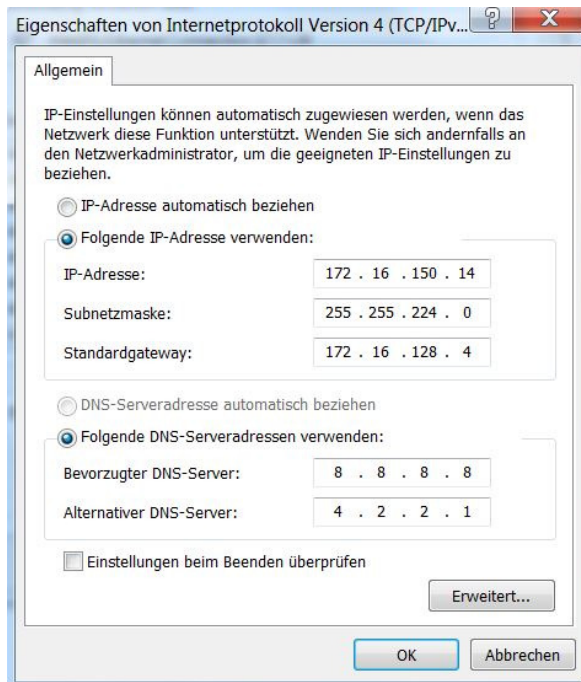 Eigenschaften von Internetprotokoll Version 4 (TCP/IPv...
Allgemein
IP-Einstellungen können automatisch zugewiesen werden, wenn das
Netzwerk diese Funktion unterstützt. Wenden Sie sich andernfalls an
den Netzwerkadministrator, um die geeigneten IP-Einstellungen zu
beziehen.
IP-Adresse automatisch beziehen
Folgende IP-Adresse verwenden:
IP-Adresse: 172 . 16 . 150 . 14
Subnetzmaske: 255 . 255 . 224 . 0
Standardgateway: 172 . 16 . 128 . 4
DNS-Serveradresse automatisch beziehen
Folgende DNS-Serveradressen verwenden:
Bevorzugter DNS-Server: 8 . 8 . 8 . 8
Alternativer DNS-Server: 4 . 2 . 2 . 1
Einstellungen beim Beenden überprüfen
Erweitert...
OK Abbrechen